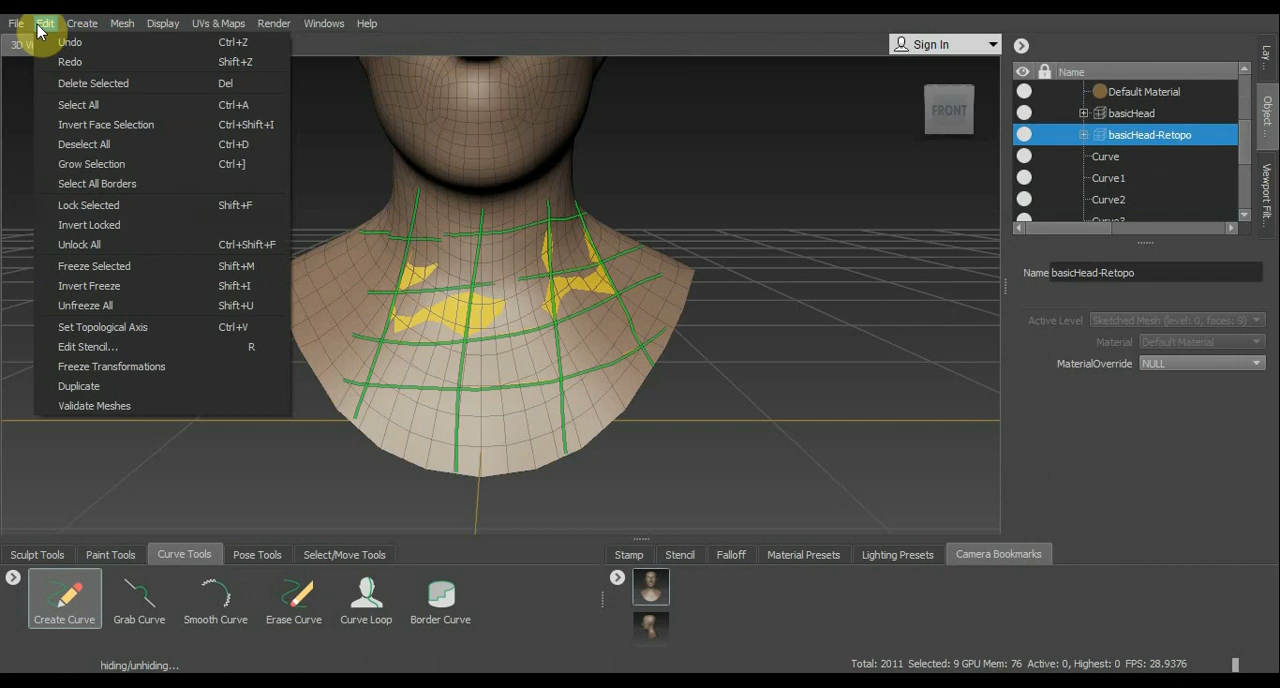 File Edit Create Mesh Display UVs & Maps Render Windows Help
Sign In
Undo Ctrl+Z
Redo Shift+Z
Delete Selected Del
Select All Ctrl+A
Invert Face Selection Ctrl+Shift+I
Deselect All Ctrl+D
Grow Selection Ctrl+]
Select All Borders
Lock Selected Shift+F
Invert Locked
Unlock All Ctrl+Shift+F
Freeze Selected Shift+M
Invert Freeze Shift+I
Unfreeze All Shift+U
Set Topological Axis Ctrl+V
Edit Stencil... R
Freeze Transformations
Duplicate
Validate Meshes
FRONT
Name
Default Material
basicHead
basicHead-Retopo
Curve
Curve1
Curve2
Lay...
Object ...
Viewport Filt...
Name basicHead-Retopo
Active Level Sketched Mesh (level: 0, faces: 9)
Material Default Material
MaterialOverride NULL
Sculpt Tools Paint Tools Curve Tools Pose Tools Select/Move Tools
Stamp Stencil Falloff Material Presets Lighting Presets Camera Bookmarks
Create Curve Grab Curve Smooth Curve Erase Curve Curve Loop Border Curve
hiding/unhiding...
Total: 2011 Selected: 9 GPU Mem: 76 Active: 0, Highest: 0 FPS: 28.9376